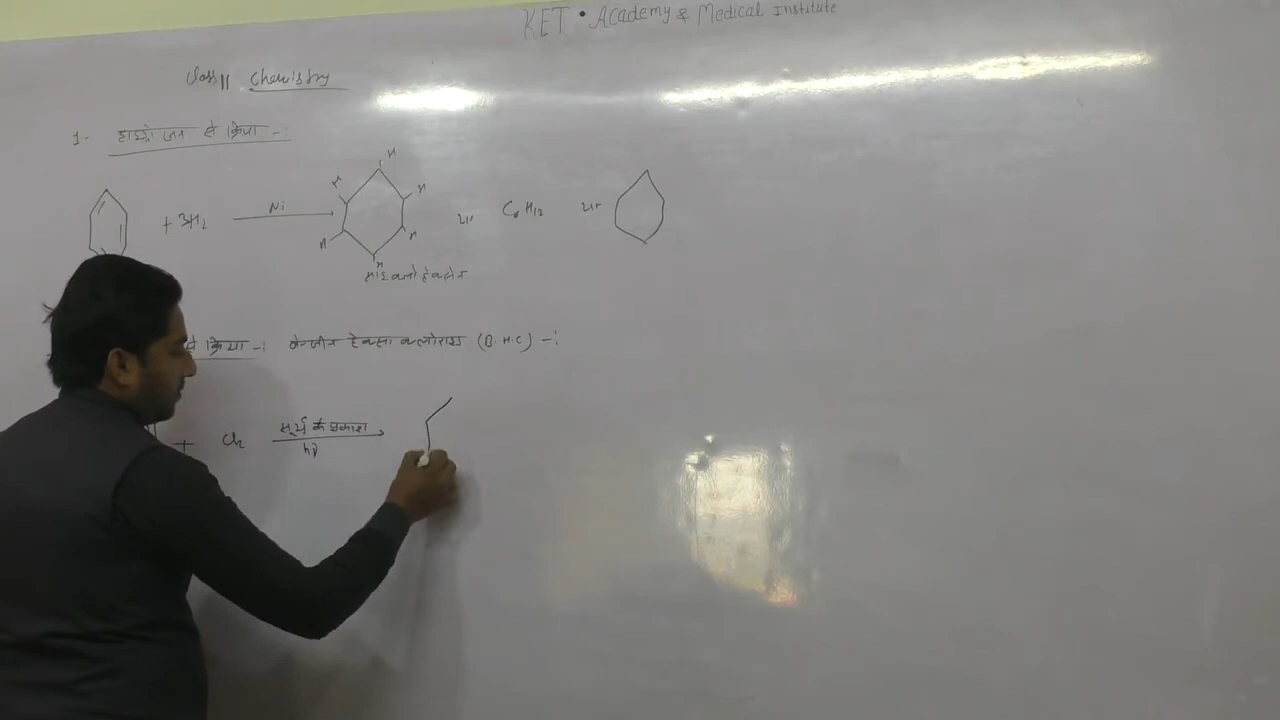 KET • Academy & Medical Institute
Class 11 Chemistry
1- हाइड्रोजन से क्रिया -:
+ 3H2 Ni H H H H H H या C6H12 या
साइक्लोहेक्सेन
से क्रिया -: बेन्जीन हेक्सा क्लोराइड (B.H.C) -:
+ Cl2 सूर्य के प्रकाश
hν